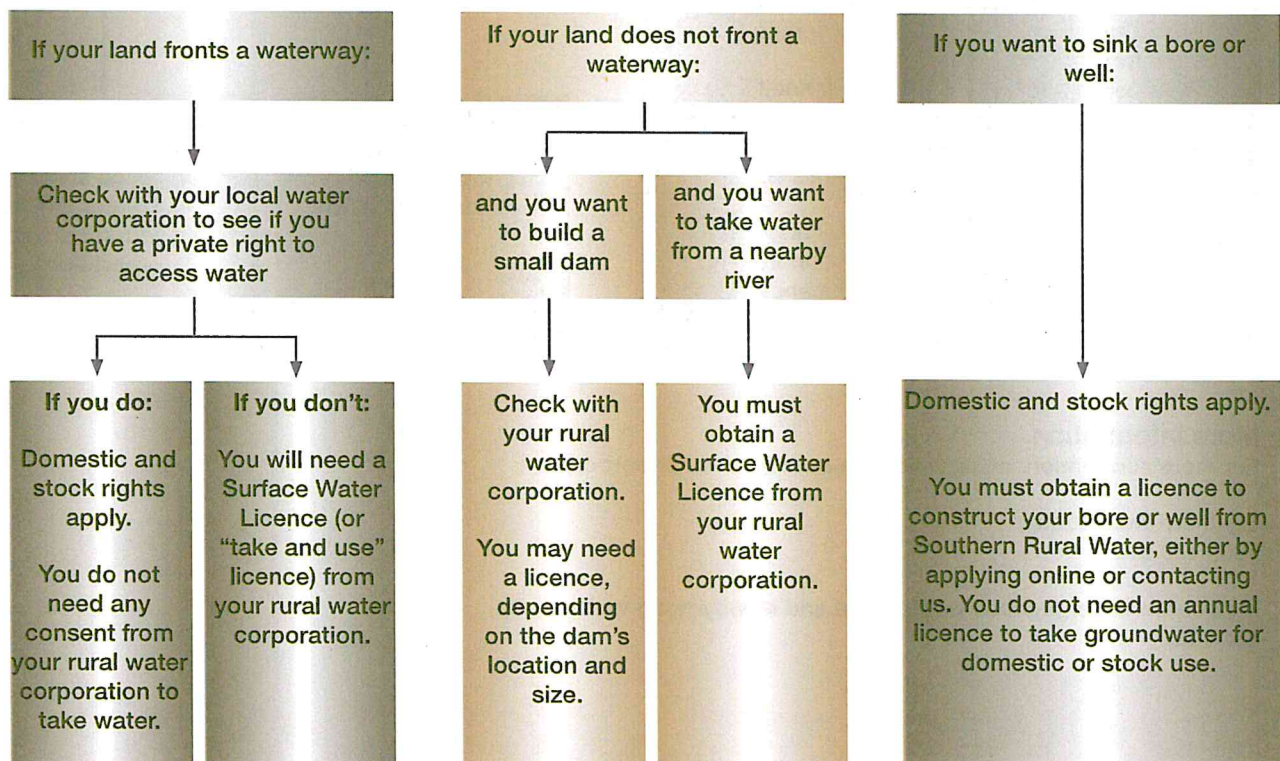 If your land fronts a waterway:
Check with your local water
corporation to see if you
have a private right to
access water
If you do:
Domestic and
stock rights
apply.
You do not
need any
consent from
your rural water
corporation to
take water.
If you don't:
You will need a
Surface Water
Licence (or
“take and use”
licence) from
your rural water
corporation.
If your land does not front a
waterway:
and you want
to build a
small dam
Check with
your rural
water
corporation.
You may need
a licence,
depending
on the dam's
location and
size.
and you want
to take water
from a nearby
river
You must
obtain a
Surface Water
Licence from
your rural
water
corporation.
If you want to sink a bore or
well:
Domestic and stock rights apply.
You must obtain a licence to
construct your bore or well from
Southern Rural Water, either by
applying online or contacting
us. You do not need an annual
licence to take groundwater for
domestic or stock use.